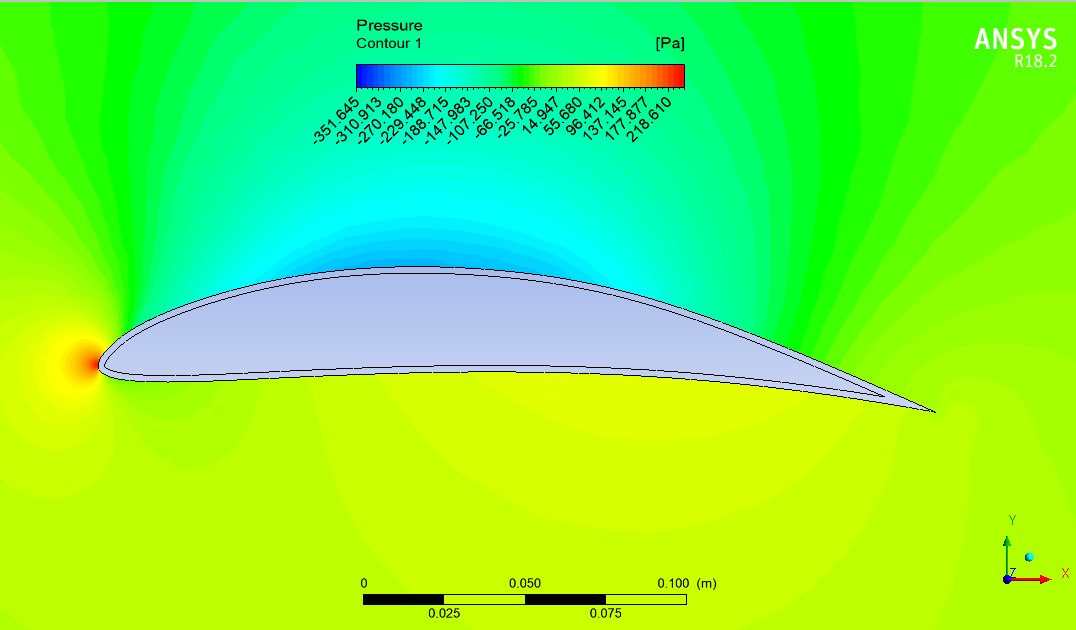 Pressure
Contour 1
[Pa]
-351.645
-310.913
-270.180
-229.448
-188.715
-147.983
-107.250
-66.518
-25.785
14.947
55.680
96.412
137.145
177.877
218.610
ANSYS
R18.2
Y
Z
X
0 0.050 0.100 (m)
0.025 0.075